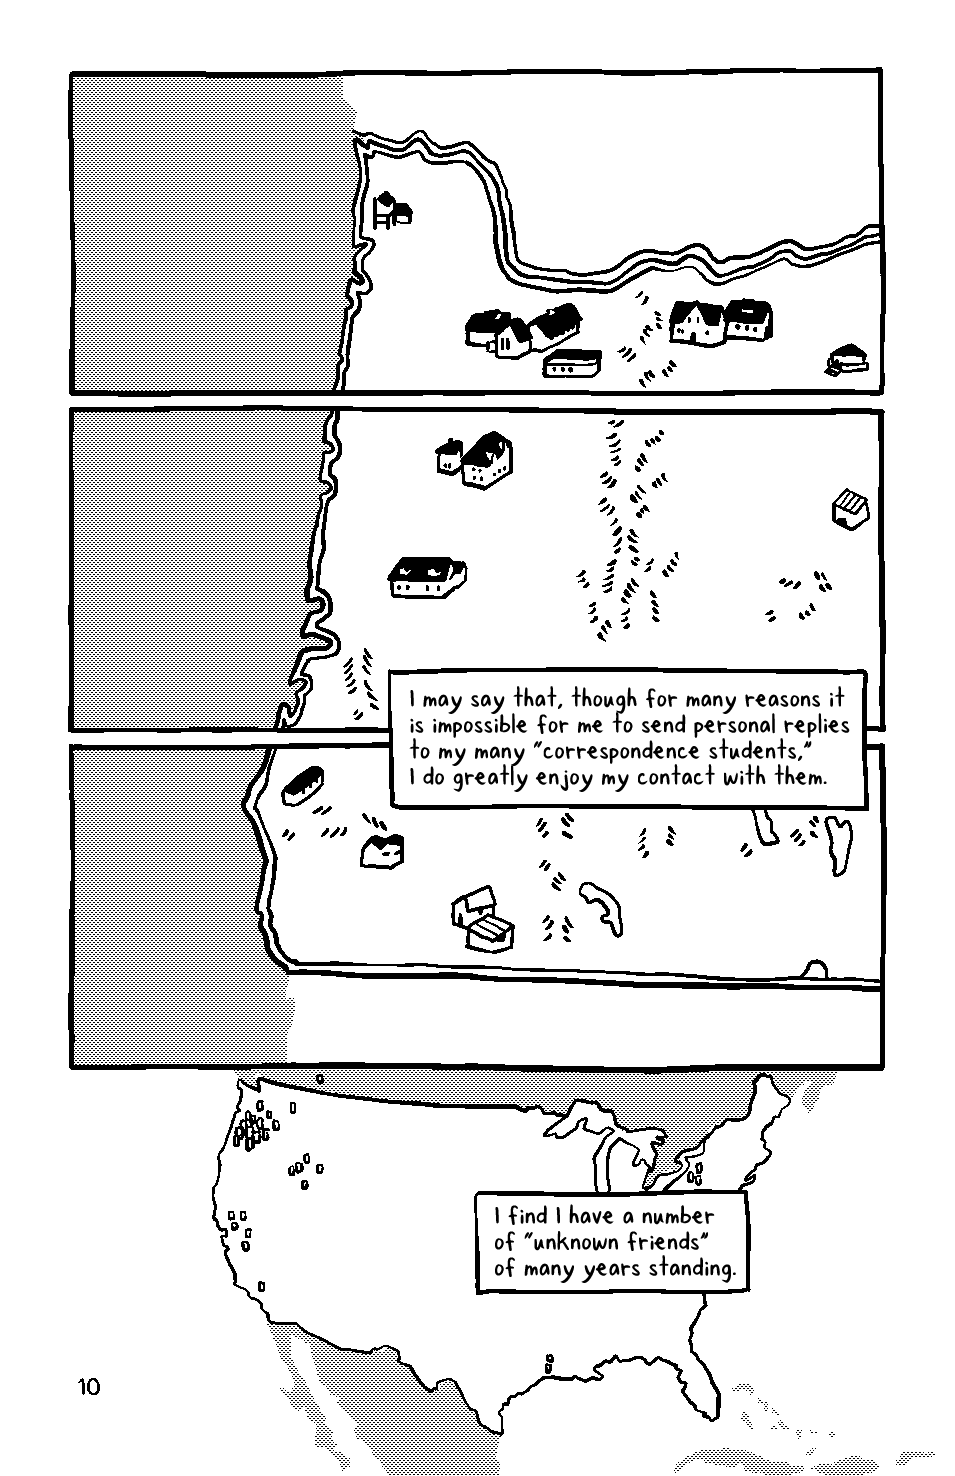 I may say that, though for many reasons it
is impossible for me to send personal replies
to my many “correspondence students,”
I do greatly enjoy my contact with them.
I find I have a number
of “unknown friends”
of many years standing.
10